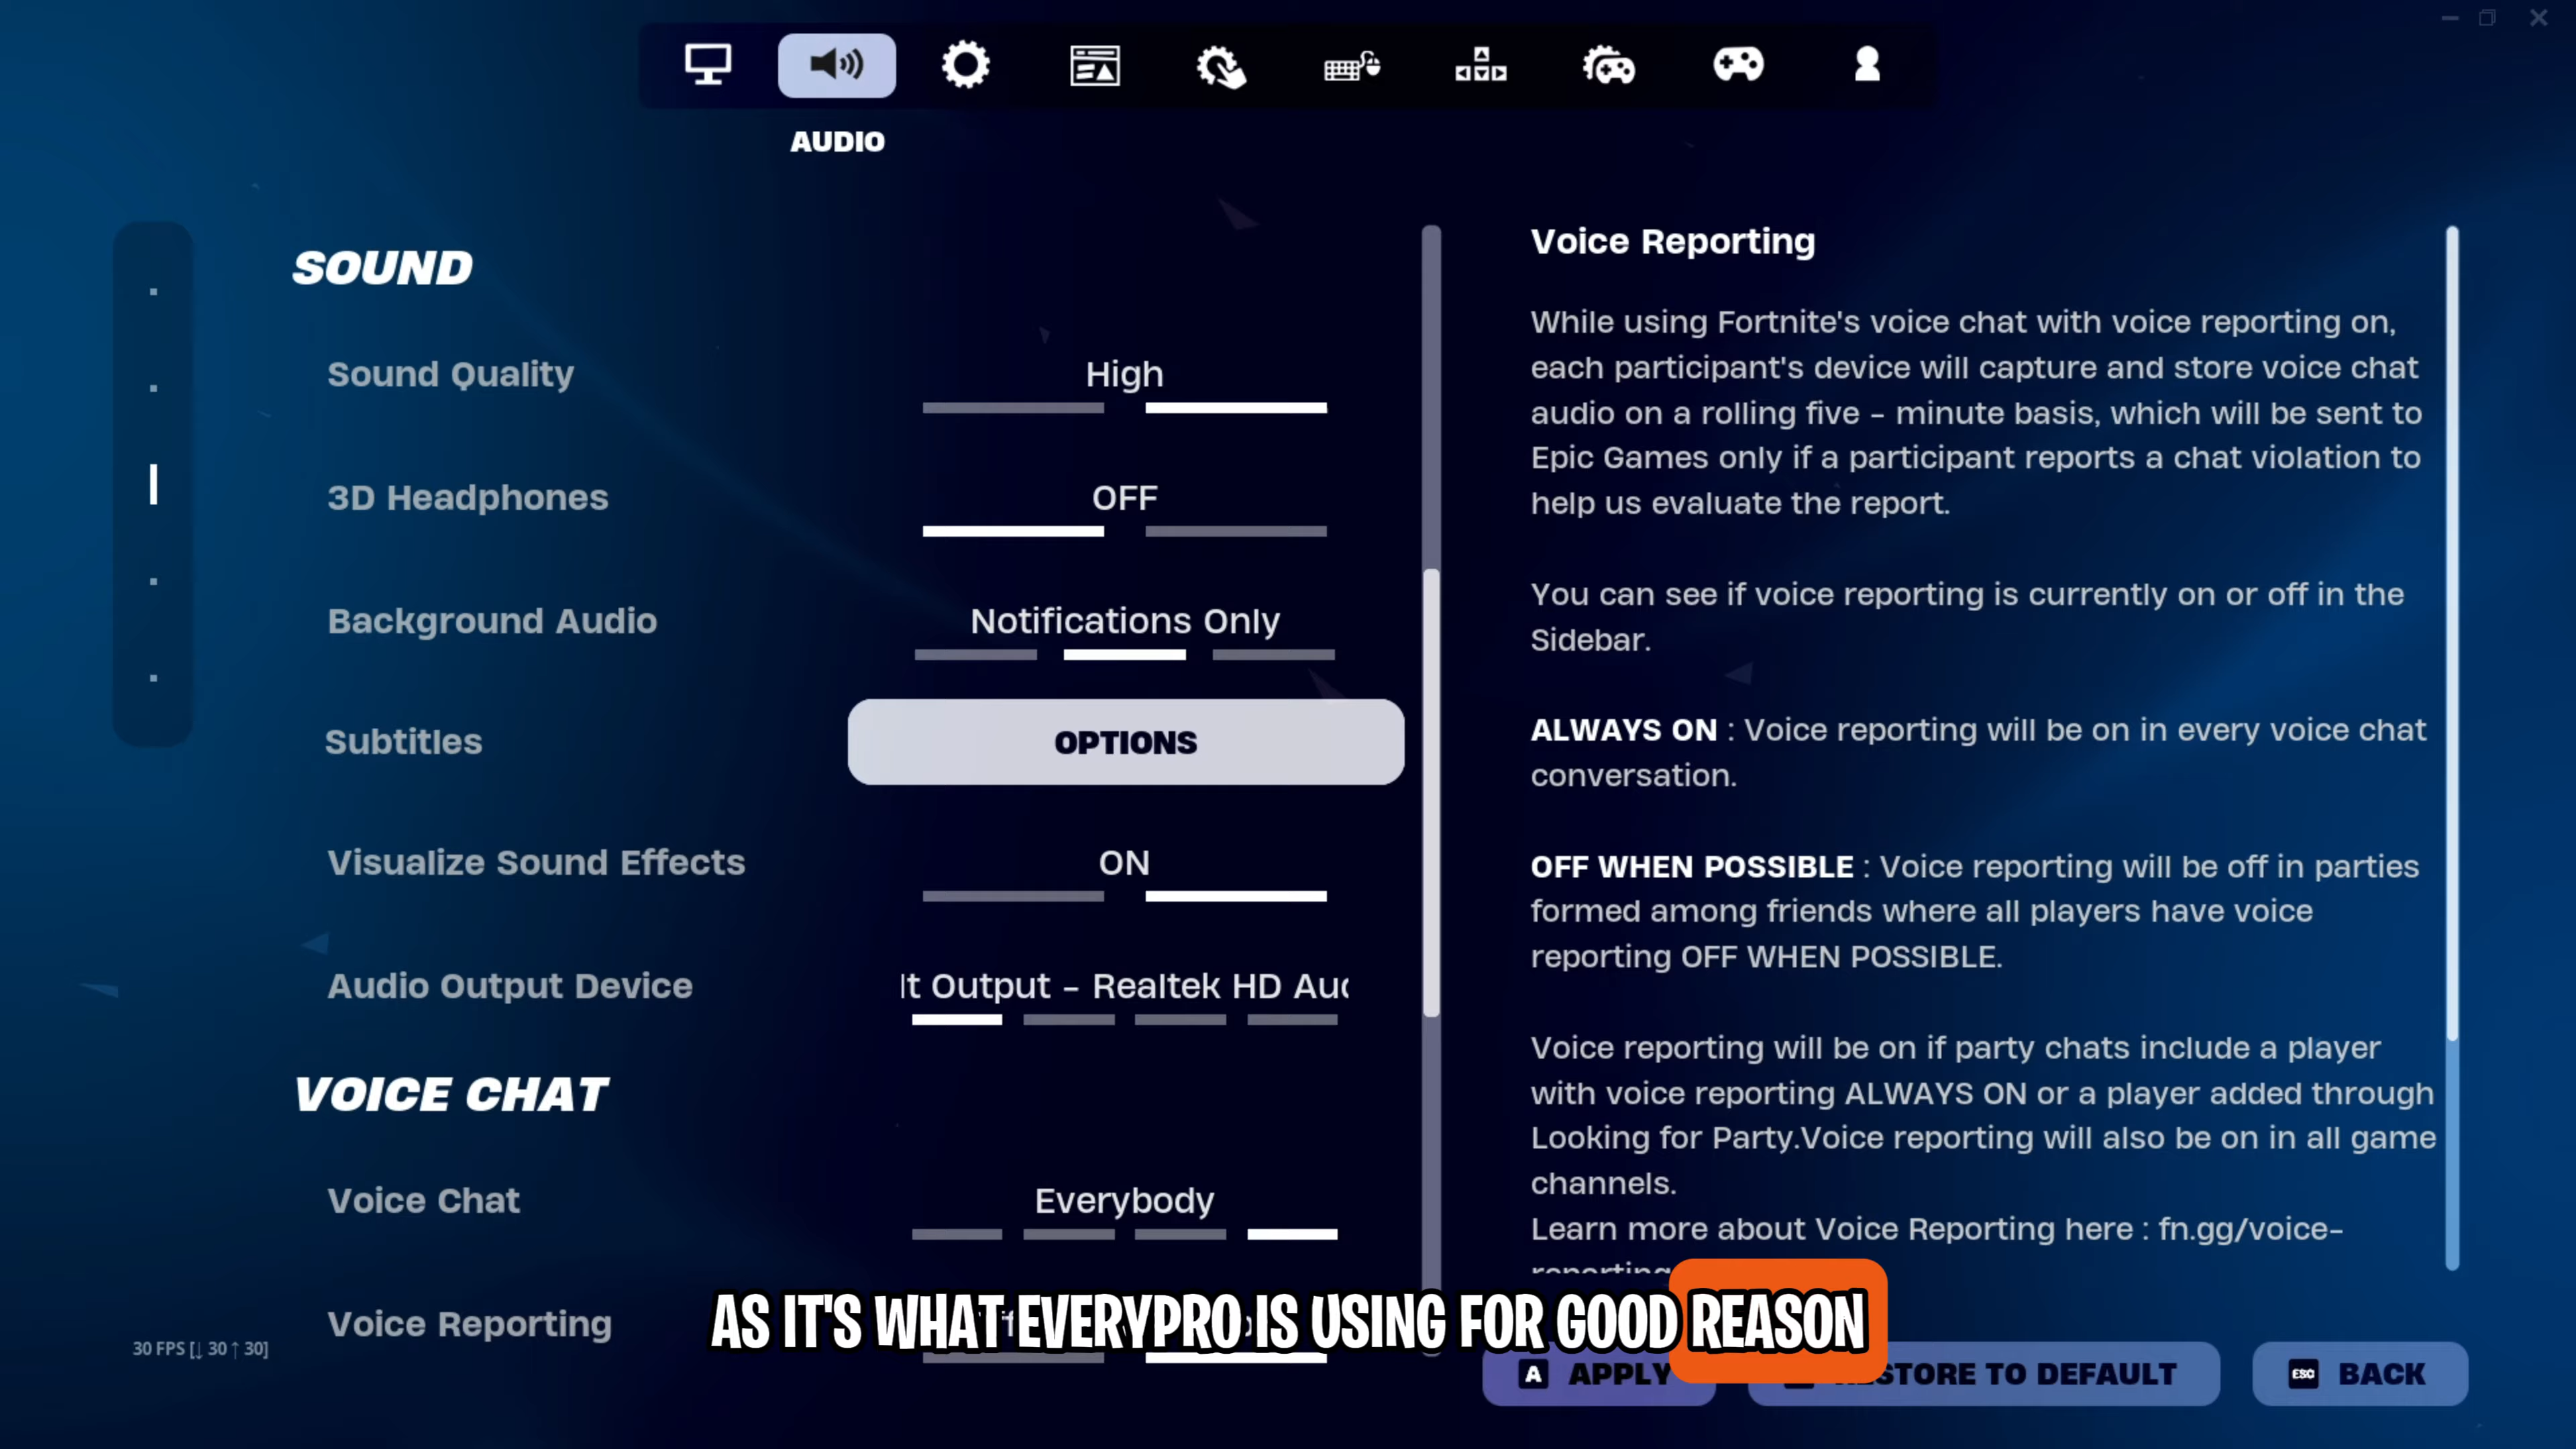 AUDIO
SOUND
Sound Quality
High
3D Headphones
OFF
Background Audio
Notifications Only
Subtitles
OPTIONS
Visualize Sound Effects
ON
Audio Output Device
lt Output - Realtek HD Aud
VOICE CHAT
Voice Chat
Everybody
Voice Reporting
Voice Reporting
While using Fortnite's voice chat with voice reporting on,
each participant's device will capture and store voice chat
audio on a rolling five - minute basis, which will be sent to
Epic Games only if a participant reports a chat violation to
help us evaluate the report.
You can see if voice reporting is currently on or off in the
Sidebar.
ALWAYS ON : Voice reporting will be on in every voice chat
conversation.
OFF WHEN POSSIBLE : Voice reporting will be off in parties
formed among friends where all players have voice
reporting OFF WHEN POSSIBLE.
Voice reporting will be on if party chats include a player
with voice reporting ALWAYS ON or a player added through
Looking for Party.Voice reporting will also be on in all game
channels.
Learn more about Voice Reporting here : fn.gg/voice-
reporting
AS IT'S WHAT EVERYPRO IS USING FOR GOOD REASON
30 FPS [↓ 30 ↑ 30]
A APPLY
STORE TO DEFAULT
ESC BACK